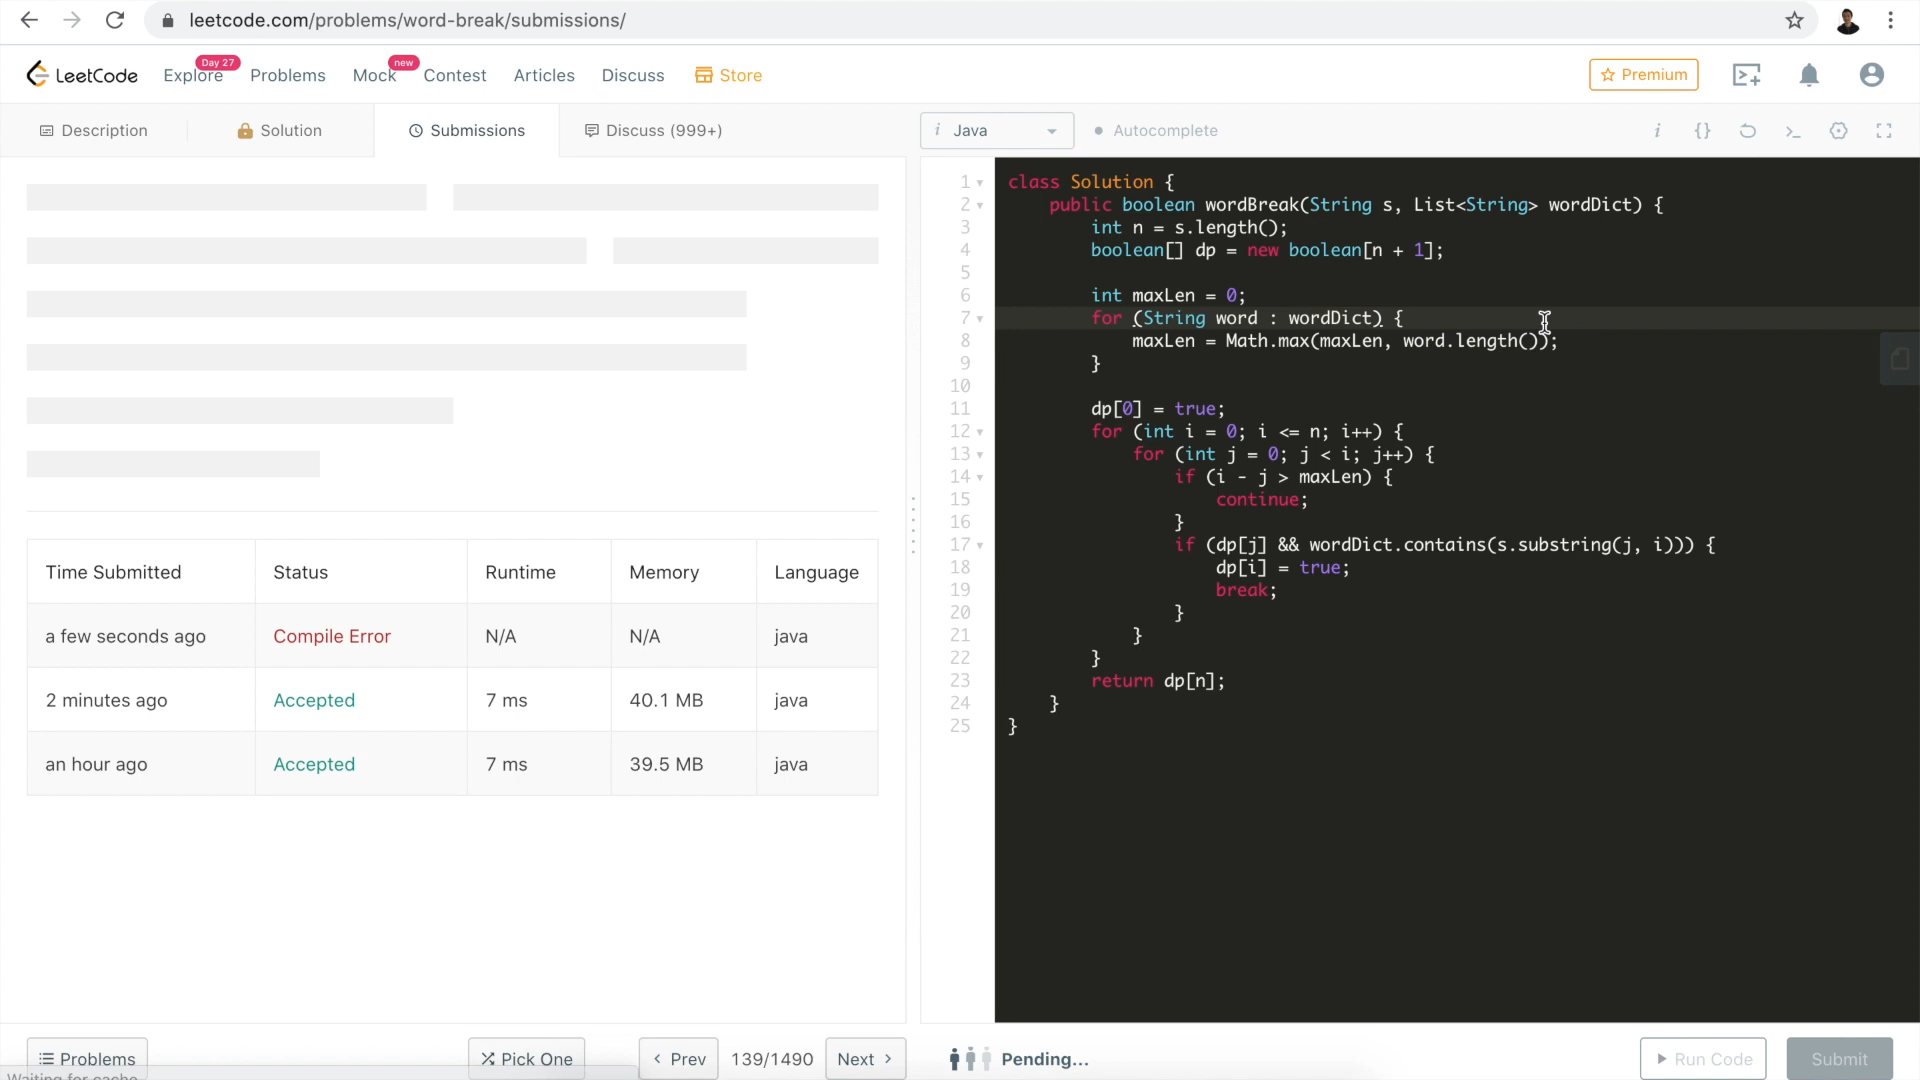 leetcode.com/problems/word-break/submissions/
LeetCode Explore Day 27 Problems Mock new Contest Articles Discuss Store Premium
Description Solution Submissions Discuss (999+) i Java Autocomplete
1 class Solution {
2 public boolean wordBreak(String s, List<String> wordDict) {
3 int n = s.length();
4 boolean[] dp = new boolean[n + 1];
5
6 int maxLen = 0;
7 for (String word : wordDict) {
8 maxLen = Math.max(maxLen, word.length());
9 }
10
11 dp[0] = true;
12 for (int i = 0; i <= n; i++) {
13 for (int j = 0; j < i; j++) {
14 if (i - j > maxLen) {
15 continue;
16 }
17 if (dp[j] && wordDict.contains(s.substring(j, i))) {
18 dp[i] = true;
19 break;
20 }
21 }
22 }
23 return dp[n];
24 }
25 }
Time Submitted Status Runtime Memory Language
a few seconds ago Compile Error N/A N/A java
2 minutes ago Accepted 7 ms 40.1 MB java
an hour ago Accepted 7 ms 39.5 MB java
Problems Pick One Prev 139/1490 Next Pending... Run Code Submit
Waiting for cache